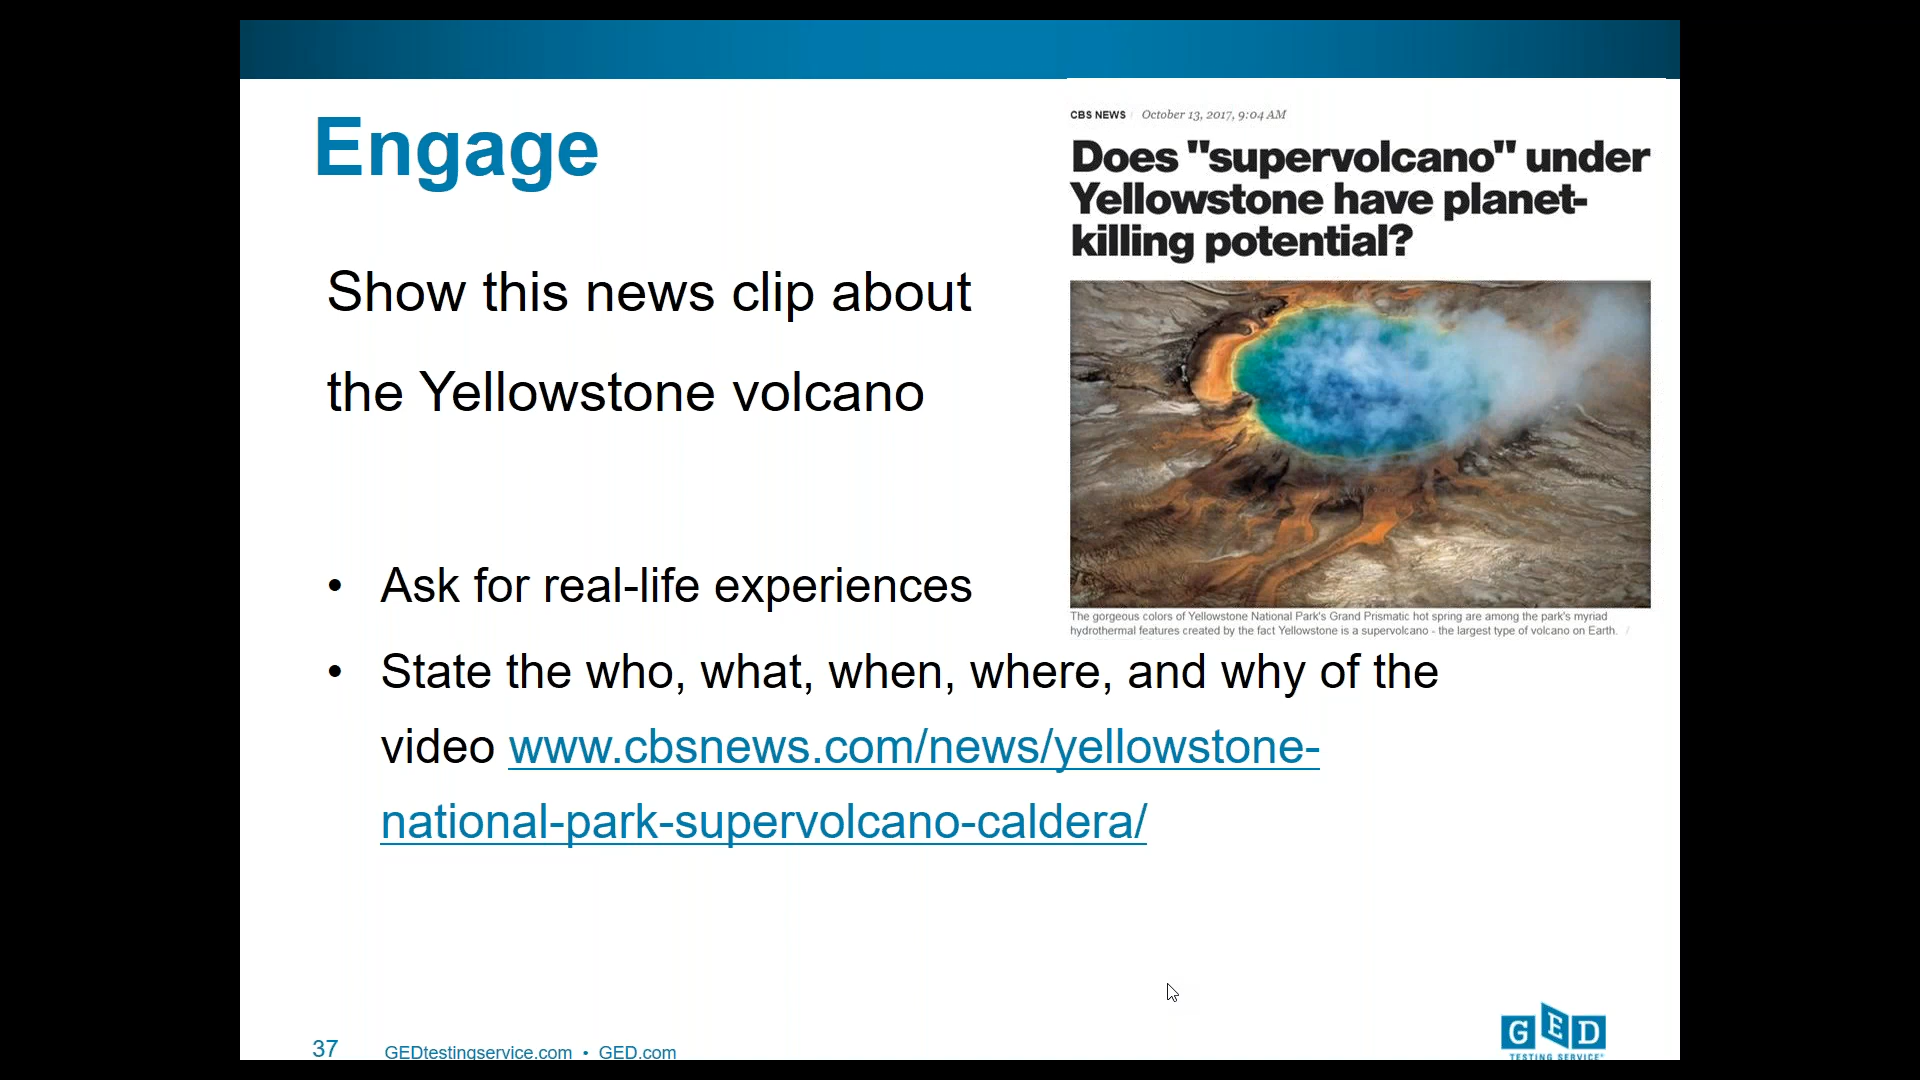 Engage
CBS NEWS / October 13, 2017, 9:04 AM
Does "supervolcano" under
Yellowstone have planet-
killing potential?
Show this news clip about
the Yellowstone volcano
The gorgeous colors of Yellowstone National Park's Grand Prismatic hot spring are among the park's myriad
hydrothermal features created by the fact Yellowstone is a supervolcano - the largest type of volcano on Earth. /
• Ask for real-life experiences
• State the who, what, when, where, and why of the
video www.cbsnews.com/news/yellowstone-
national-park-supervolcano-caldera/
37
GEDtestingservice.com • GED.com
GED
TESTING SERVICE